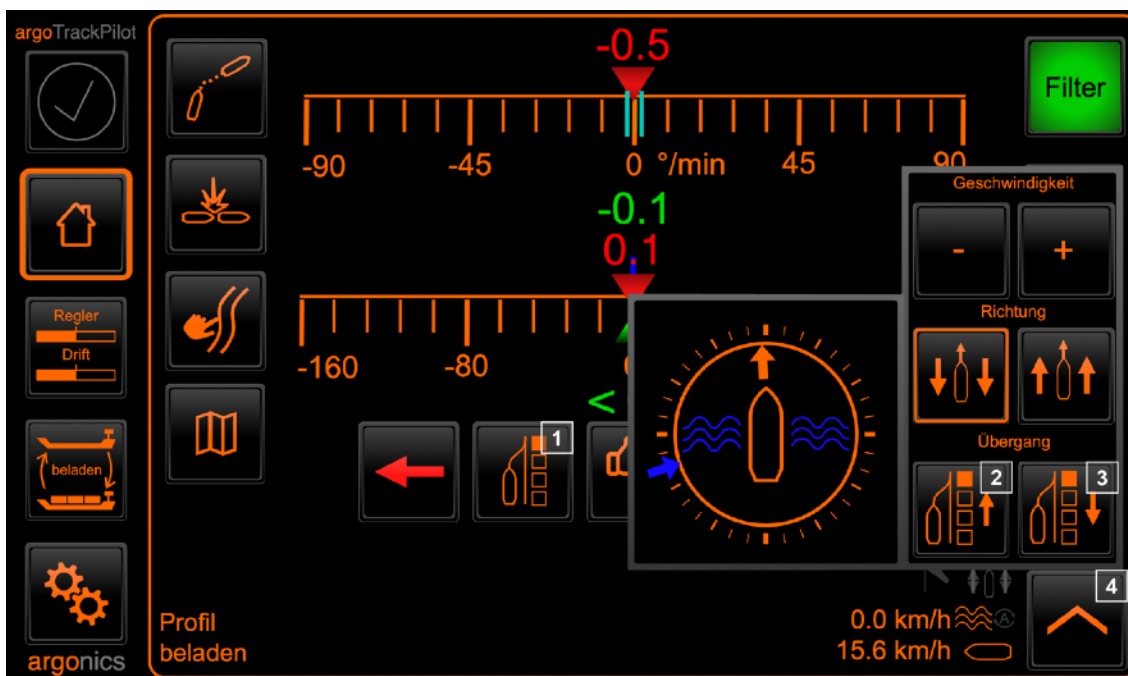 argoTrackPilot
-0.5
Filter
-90 -45 0 °/min 45 90
Geschwindigkeit
- +
-0.1
0.1
Richtung
Regler
Drift
-160 -80
<
Übergang
1
2 3
beladen
4
Profil
beladen
0.0 km/h A
15.6 km/h
argonics